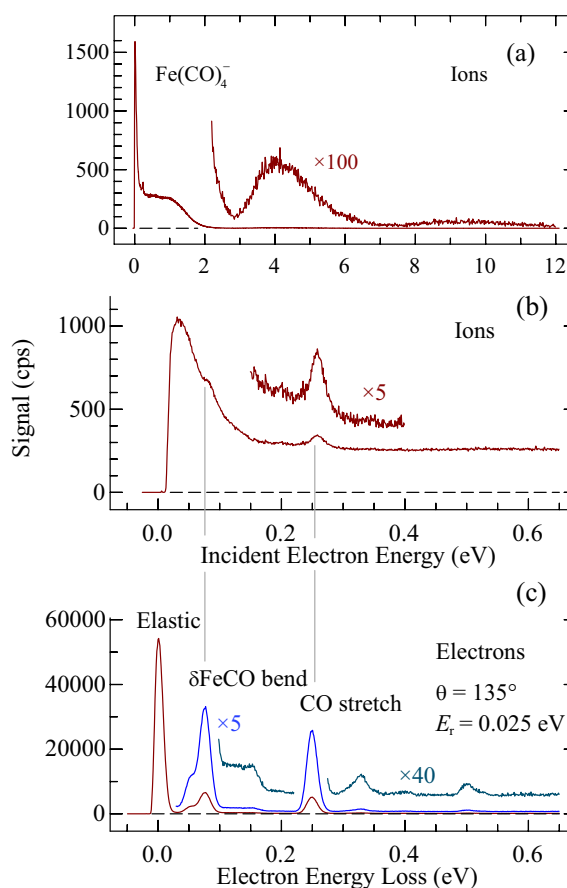 (a)
Fe(CO)₄⁻
Ions
×100
1500
1000
500
0
0 2 4 6 8 10 12
(b)
Ions
×5
1000
500
0
0.0 0.2 0.4 0.6
Signal (cps)
Incident Electron Energy (eV)
(c)
Elastic
δFeCO bend
CO stretch
Electrons
θ = 135°
Eᵣ = 0.025 eV
×5
×40
60000
40000
20000
0
0.0 0.2 0.4 0.6
Electron Energy Loss (eV)